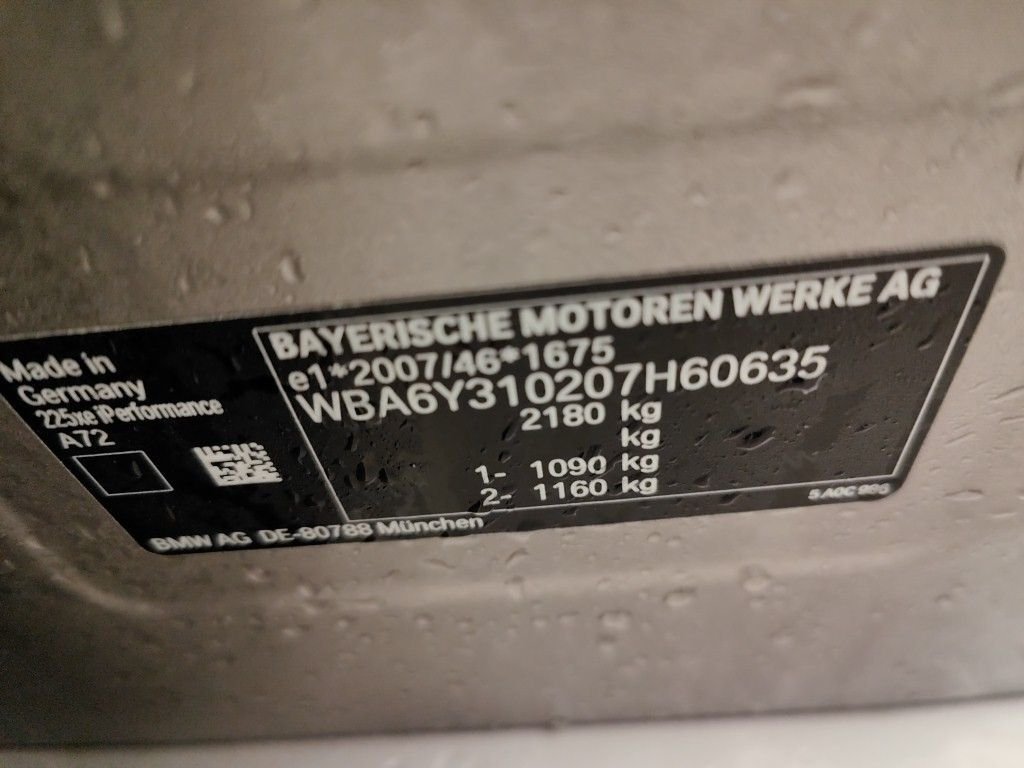 Made in
Germany
225xe iPerformance
A72
BAYERISCHE MOTOREN WERKE AG
e1*2007/46*1675
WBA6Y310207H60635
2180 kg
kg
1- 1090 kg
2- 1160 kg
BMW AG DE-80788 München